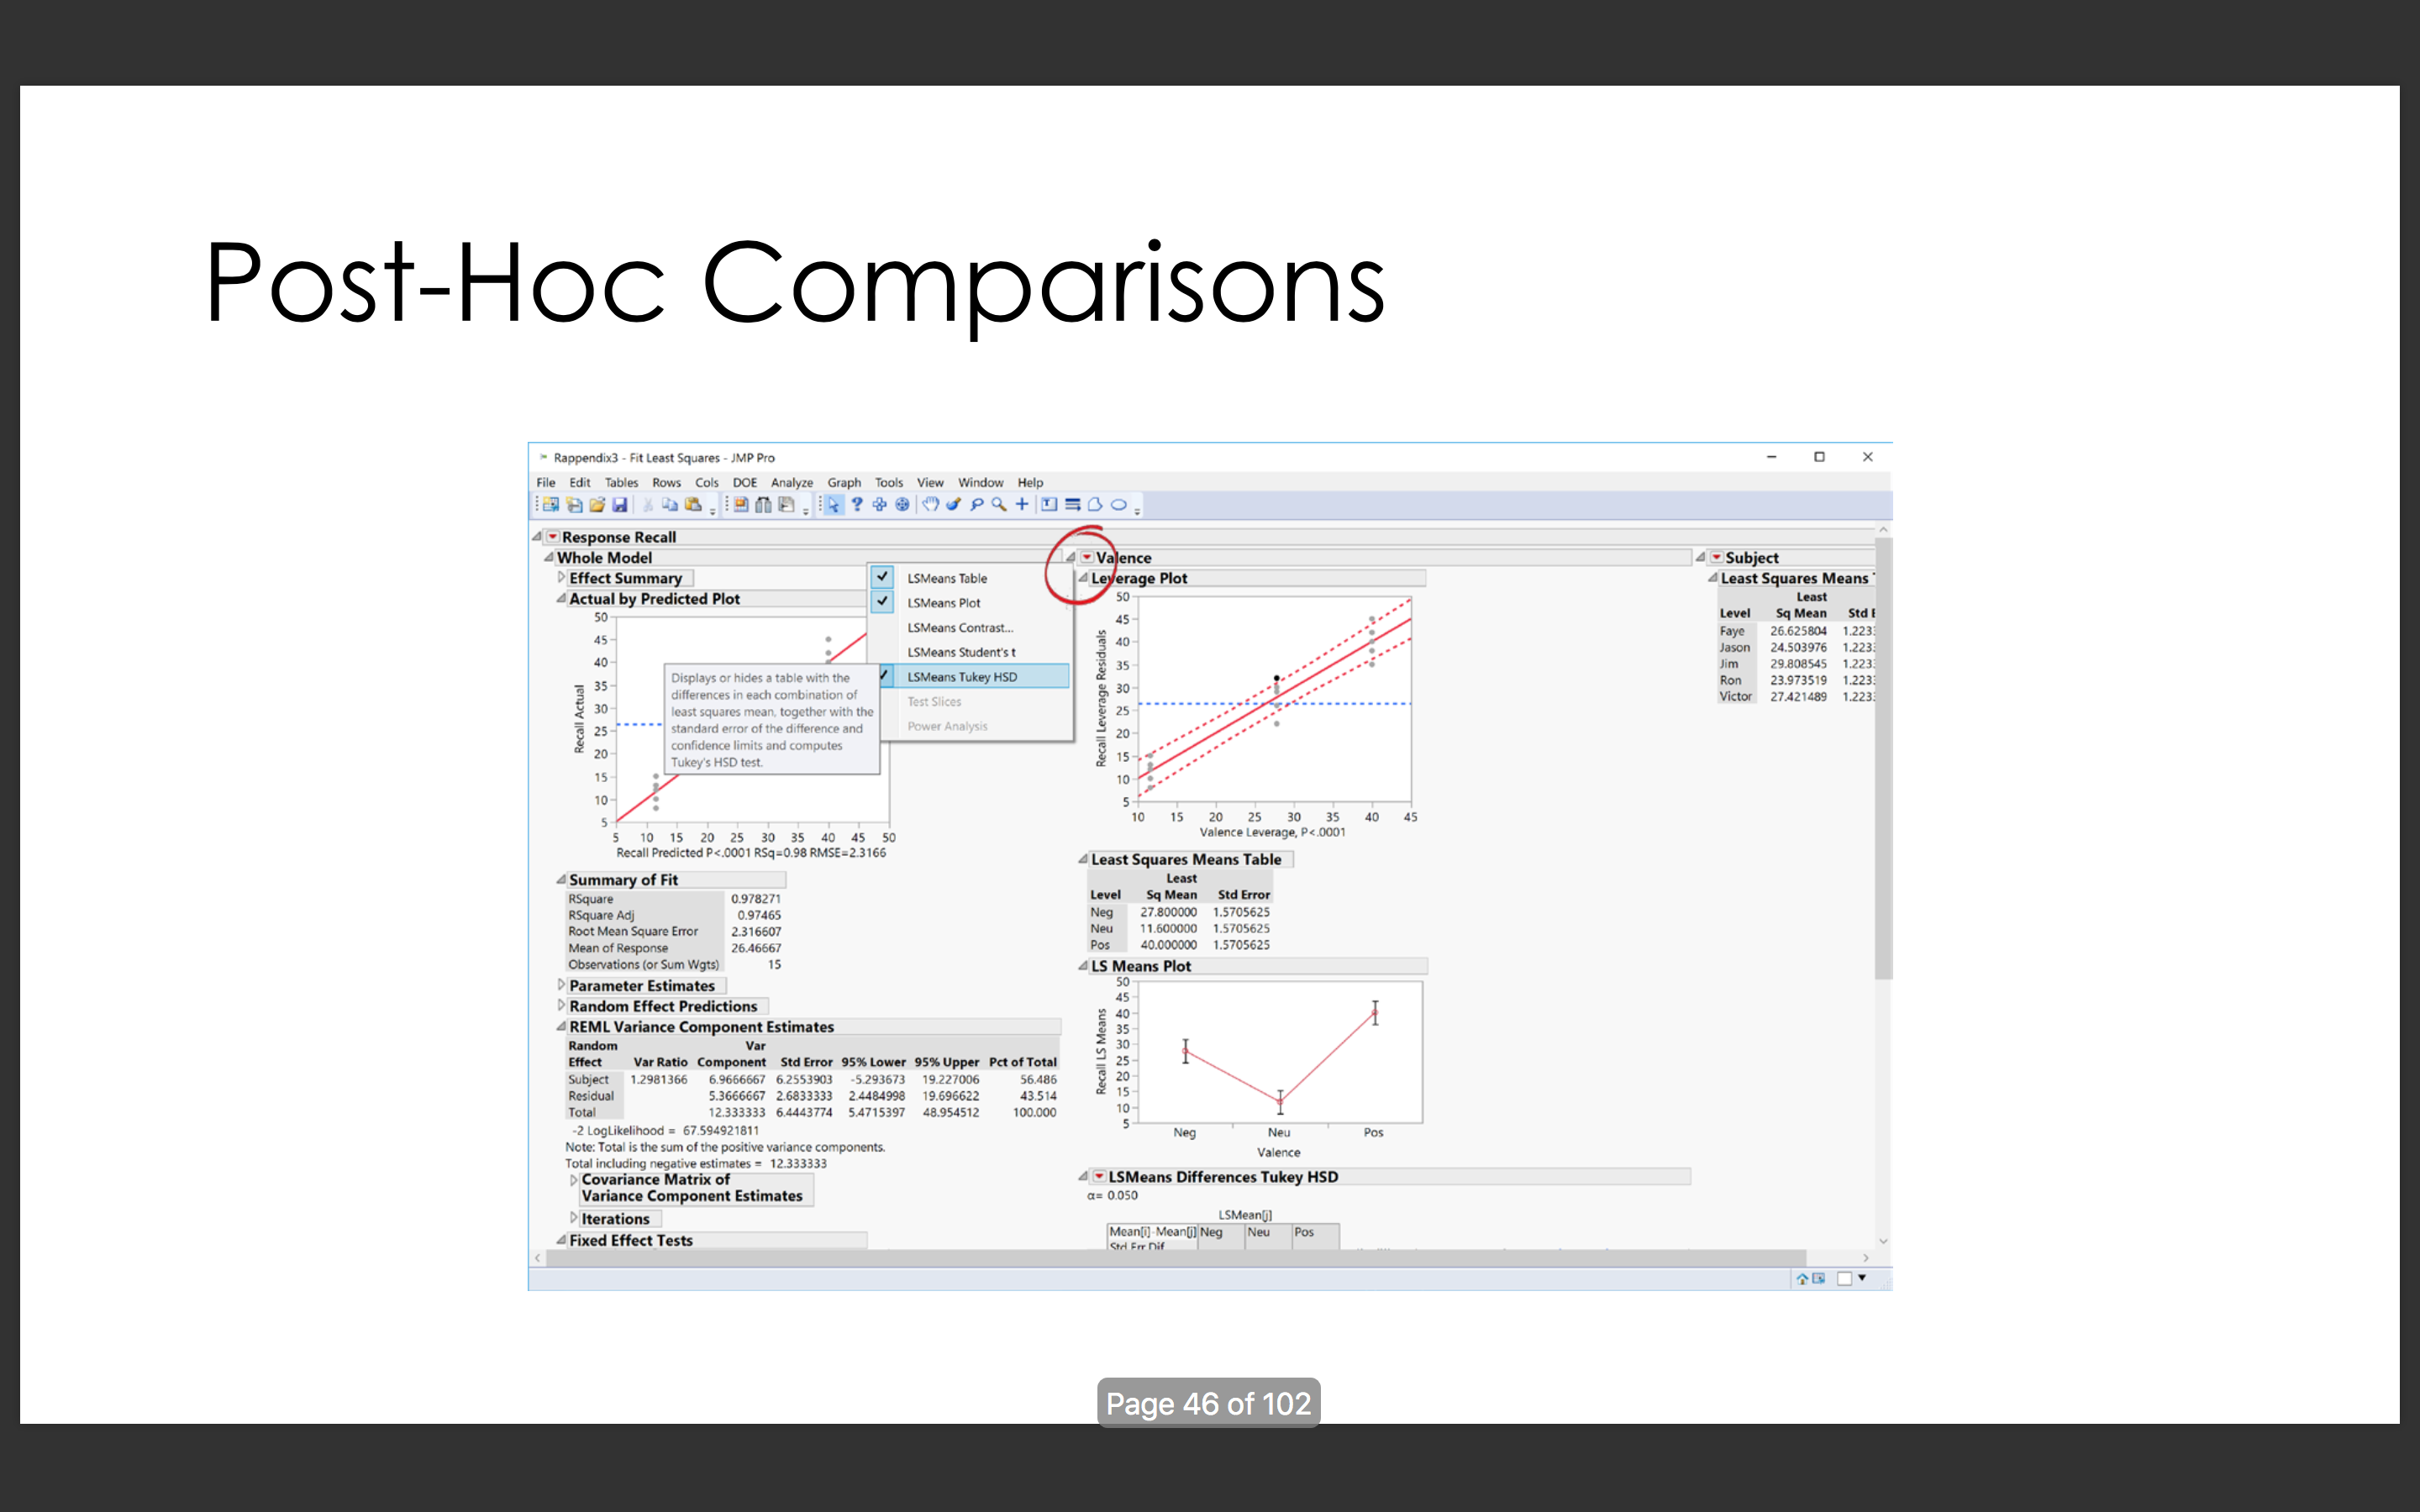 Post-Hoc Comparisons
Rappendix3 - Fit Least Squares - JMP Pro
File Edit Tables Rows Cols DOE Analyze Graph Tools View Window Help
Response Recall
Whole Model
Effect Summary
Actual by Predicted Plot
50
45
40
35
30
25
20
15
10
5
Recall Actual
5 10 15 20 25 30 35 40 45 50
Recall Predicted P<.0001 RSq=0.98 RMSE=2.3166
LSMeans Table
LSMeans Plot
LSMeans Contrast...
LSMeans Student's t
LSMeans Tukey HSD
Test Slices
Power Analysis
Displays or hides a table with the
differences in each combination of
least squares mean, together with the
standard error of the difference and
confidence limits and computes
Tukey's HSD test.
Summary of Fit
RSquare 0.978271
RSquare Adj 0.97465
Root Mean Square Error 2.316607
Mean of Response 26.46667
Observations (or Sum Wgts) 15
Parameter Estimates
Random Effect Predictions
REML Variance Component Estimates
Random Var
Effect Var Ratio Component Std Error 95% Lower 95% Upper Pct of Total
Subject 1.2981366 6.9666667 6.2553903 -5.293673 19.227006 56.486
Residual 5.3666667 2.6833333 2.4484998 19.696622 43.514
Total 12.333333 6.4443774 5.4715397 48.954512 100.000
-2 LogLikelihood = 67.594921811
Note: Total is the sum of the positive variance components.
Total including negative estimates = 12.333333
Covariance Matrix of
Variance Component Estimates
Iterations
Fixed Effect Tests
Valence
Leverage Plot
50
45
40
35
30
25
20
15
10
5
Recall Leverage Residuals
10 15 20 25 30 35 40 45
Valence Leverage, P<.0001
Least Squares Means Table
Least
Level Sq Mean Std Error
Neg 27.800000 1.5705625
Neu 11.600000 1.5705625
Pos 40.000000 1.5705625
LS Means Plot
50
45
40
35
30
25
20
15
10
5
Recall LS Means
Neg Neu Pos
Valence
LSMeans Differences Tukey HSD
α= 0.050
LSMean[j]
Mean[i]-Mean[j] Neg Neu Pos
Std Err Dif
Subject
Least Squares Means
Least
Level Sq Mean Std E
Faye 26.625804 1.223
Jason 24.503976 1.223
Jim 29.808545 1.223
Ron 23.973519 1.223
Victor 27.421489 1.223
Page 46 of 102